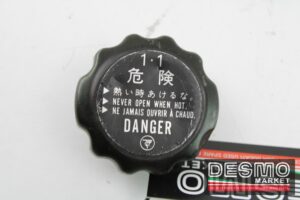 1·1
危険
▶熱い時あけるな。
▶NEVER OPEN WHEN HOT.
▶NE JAMAIS OUVRIR À CHAUD.
DANGER
DESMO
MARKET